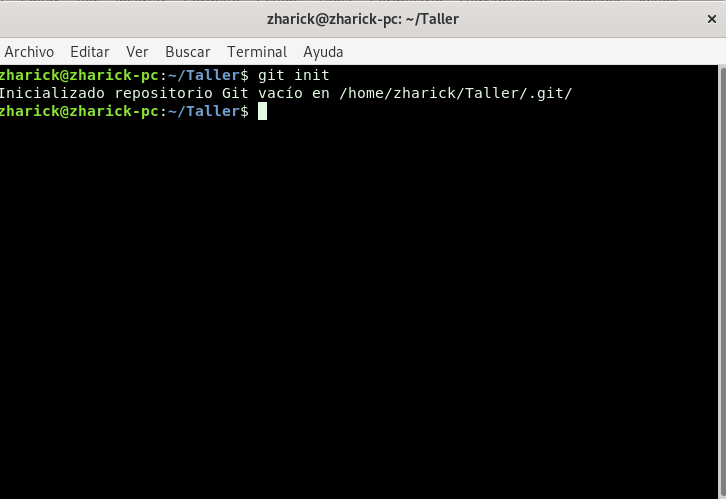 zharick@zharick-pc: ~/Taller ×
Archivo Editar Ver Buscar Terminal Ayuda
zharick@zharick-pc:~/Taller$ git init
Inicializado repositorio Git vacío en /home/zharick/Taller/.git/
zharick@zharick-pc:~/Taller$